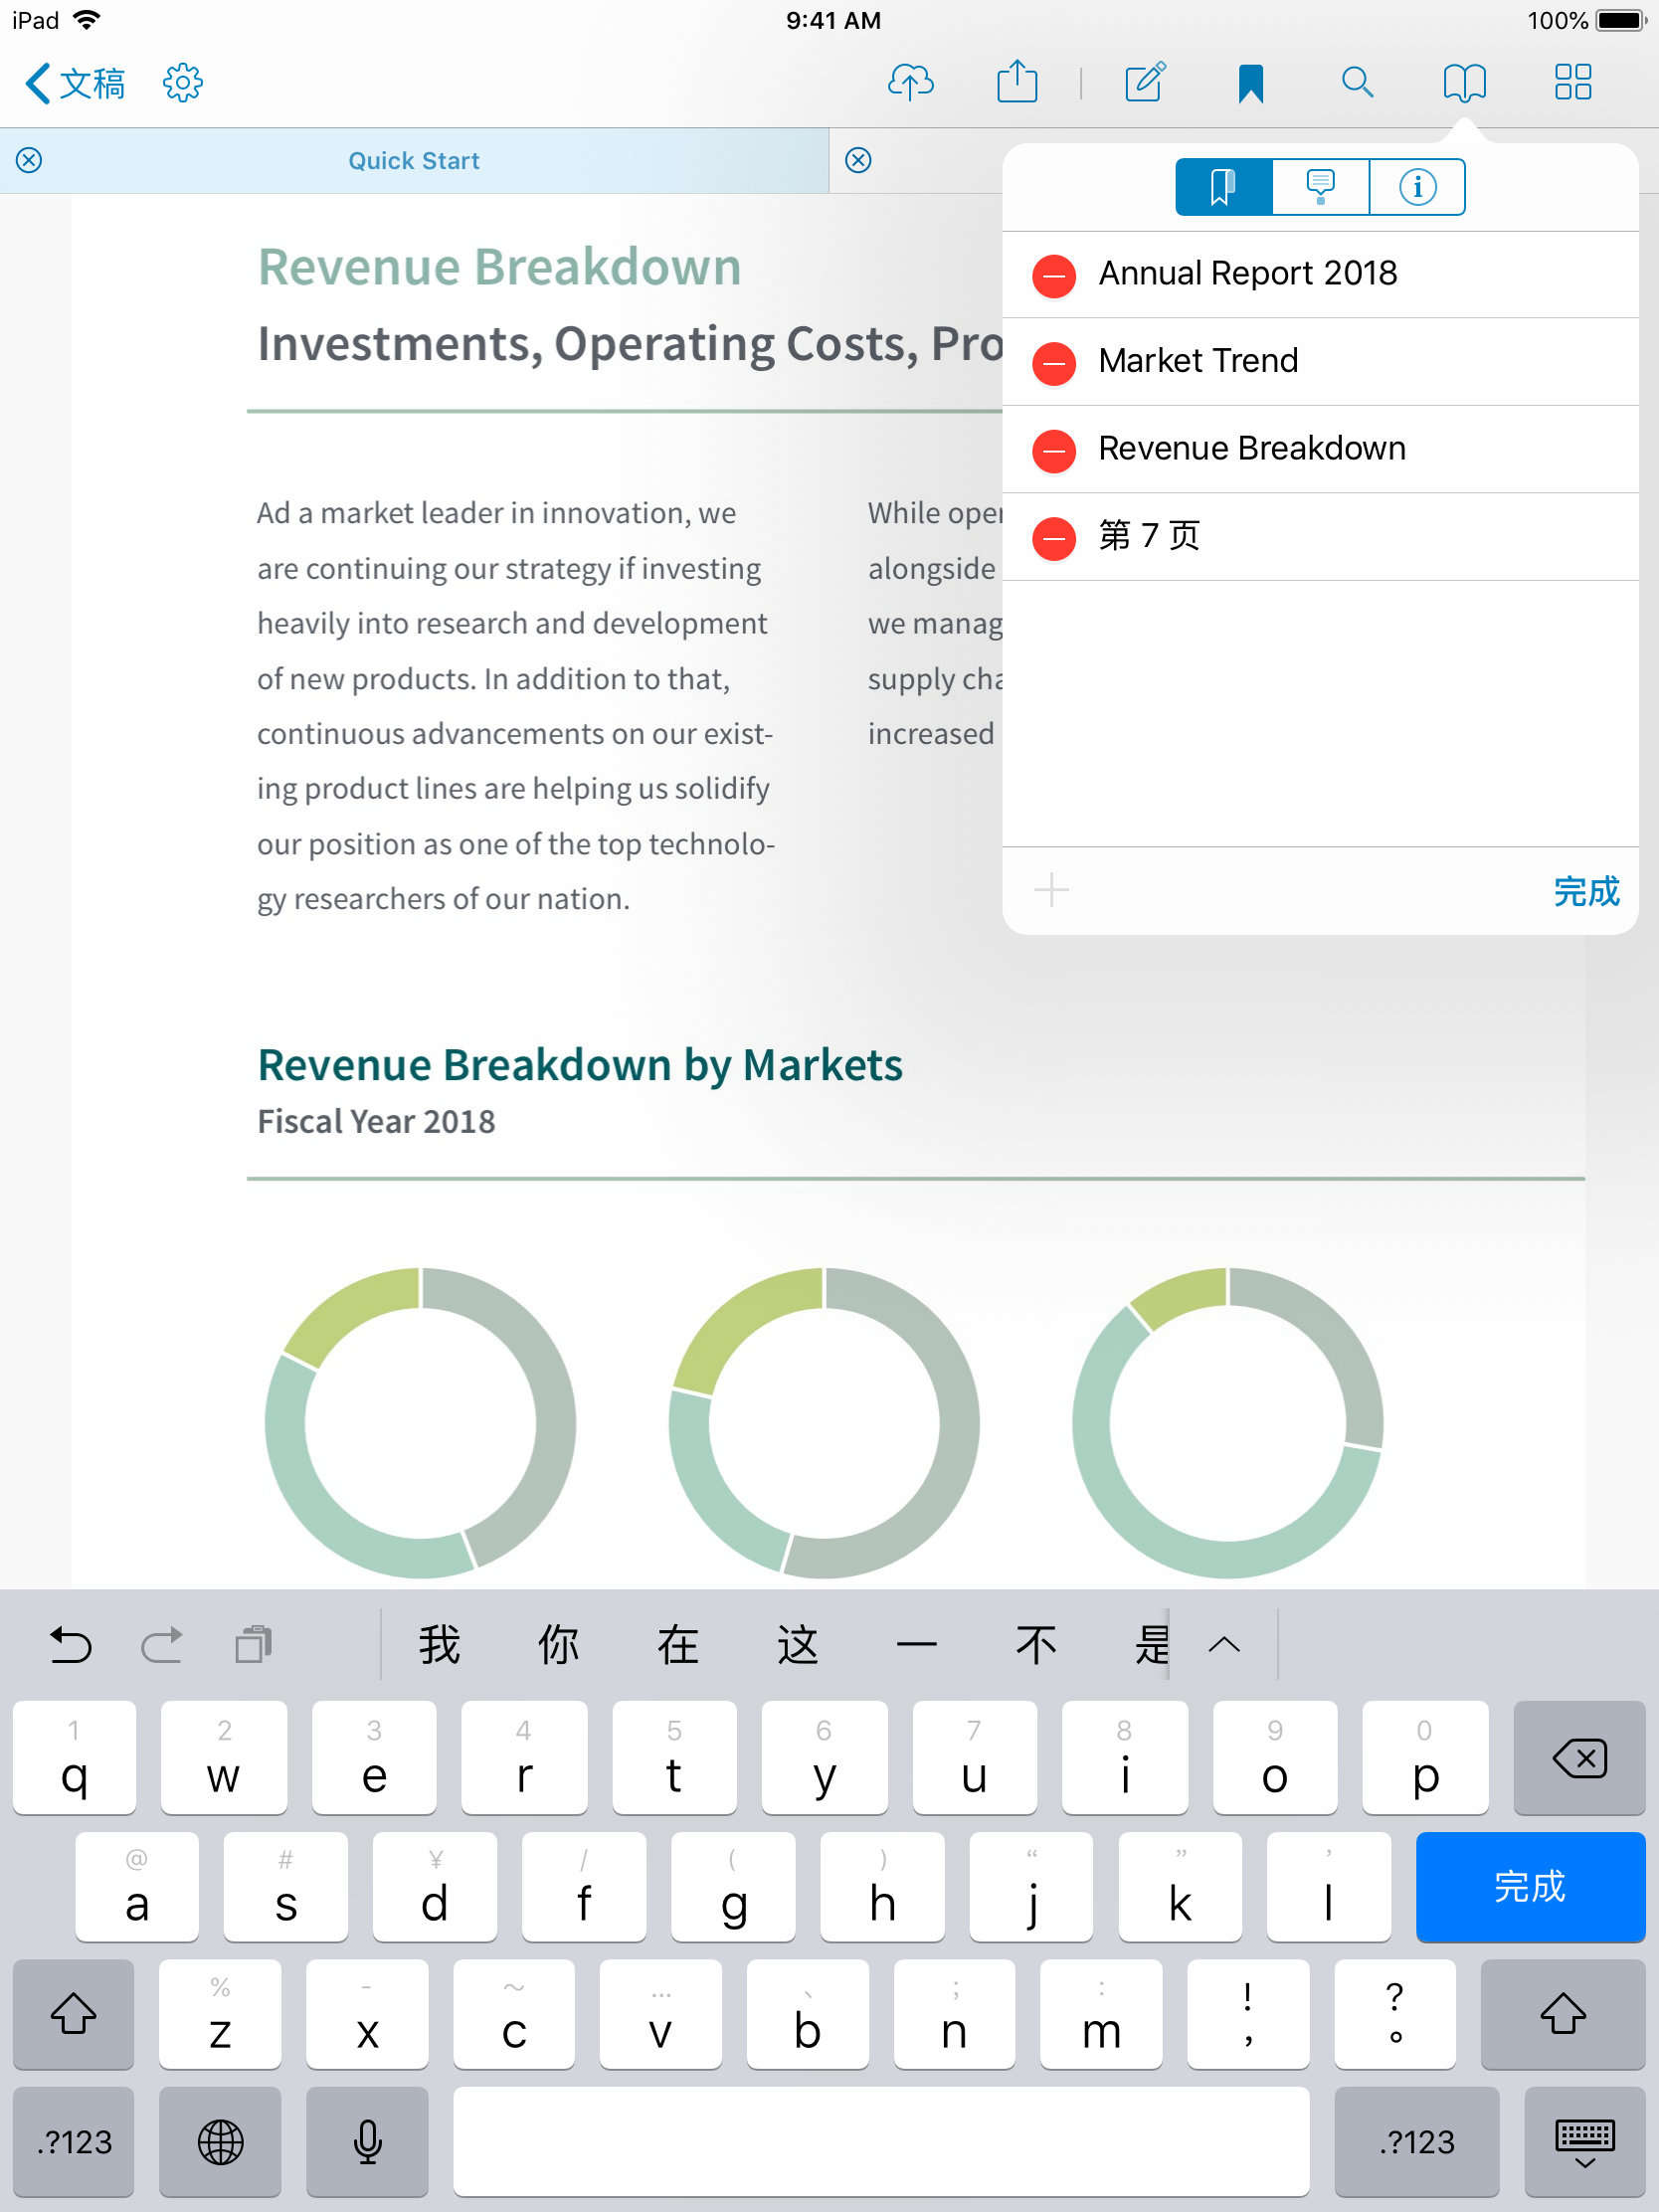 iPad 9:41 AM 100%
文稿
Quick Start
Annual Report 2018
Market Trend
Revenue Breakdown
第 7 页
完成
Revenue Breakdown
Investments, Operating Costs, Pro
Ad a market leader in innovation, we
are continuing our strategy if investing
heavily into research and development
of new products. In addition to that,
continuous advancements on our exist-
ing product lines are helping us solidify
our position as one of the top technolo-
gy researchers of our nation.
While oper
alongside
we manag
supply cha
increased
Revenue Breakdown by Markets
Fiscal Year 2018
我 你 在 这 一 不 是
1 2 3 4 5 6 7 8 9 0
q w e r t y u i o p
@ # ¥ / ( ) “ ” ’
a s d f g h j k l 完成
% - ～ … 、 ; : ! ?
z x c v b n m , 。
.?123 .?123